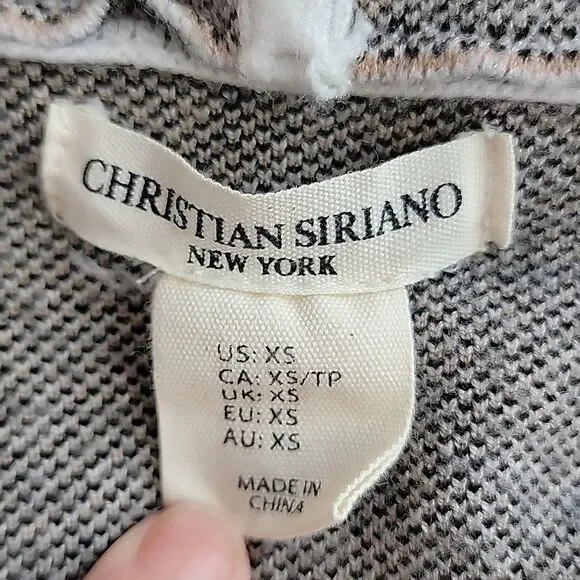 CHRISTIAN SIRIANO
NEW YORK
US: XS
CA: XS/TP
UK: XS
EU: XS
AU: XS
MADE IN
CHINA